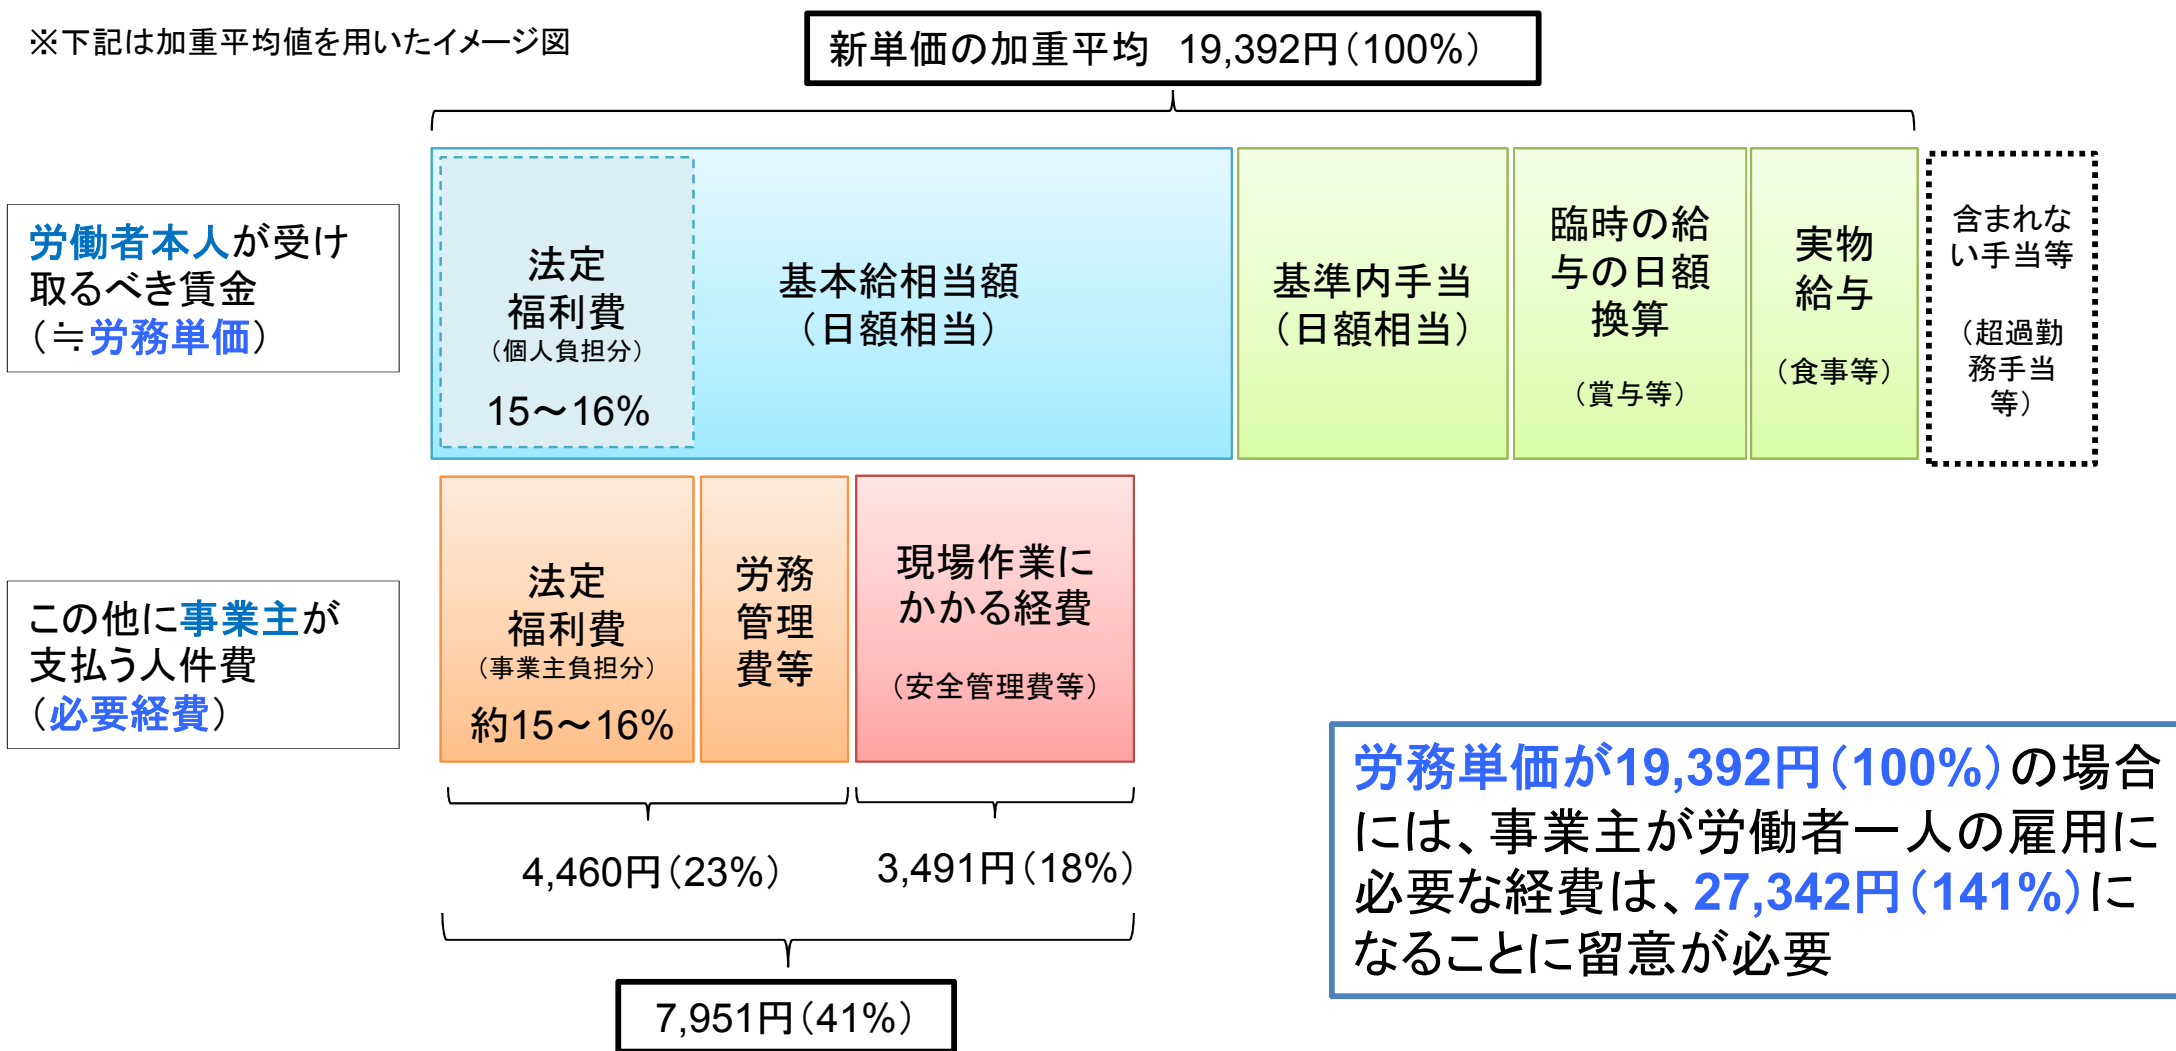 ※下記は加重平均値を用いたイメージ図
新単価の加重平均　19,392円（100%）
労働者本人が受け
取るべき賃金
（≒労務単価）
法定
福利費
（個人負担分）
15～16%
基本給相当額
（日額相当）
基準内手当
（日額相当）
臨時の給
与の日額
換算
（賞与等）
実物
給与
（食事等）
含まれな
い手当等
（超過勤
務手当
等）
この他に事業主が
支払う人件費
（必要経費）
法定
福利費
（事業主負担分）
約15～16%
労務
管理
費等
現場作業に
かかる経費
（安全管理費等）
4,460円（23%）
3,491円（18%）
7,951円（41%）
労務単価が19,392円（100%）の場合
には、事業主が労働者一人の雇用に
必要な経費は、27,342円（141%）に
なることに留意が必要